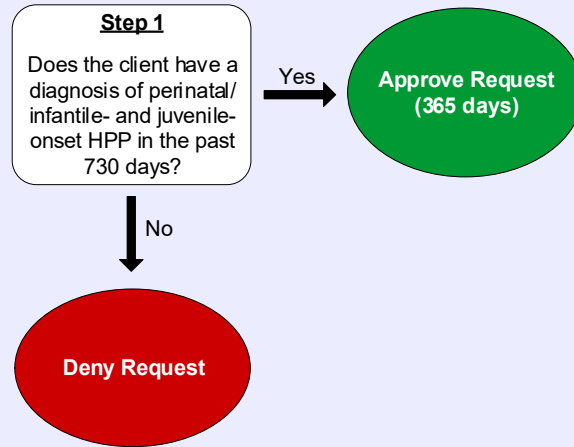 Step 1
Does the client have a
diagnosis of perinatal/
infantile- and juvenile-
onset HPP in the past
730 days?
Yes
Approve Request
(365 days)
No
Deny Request